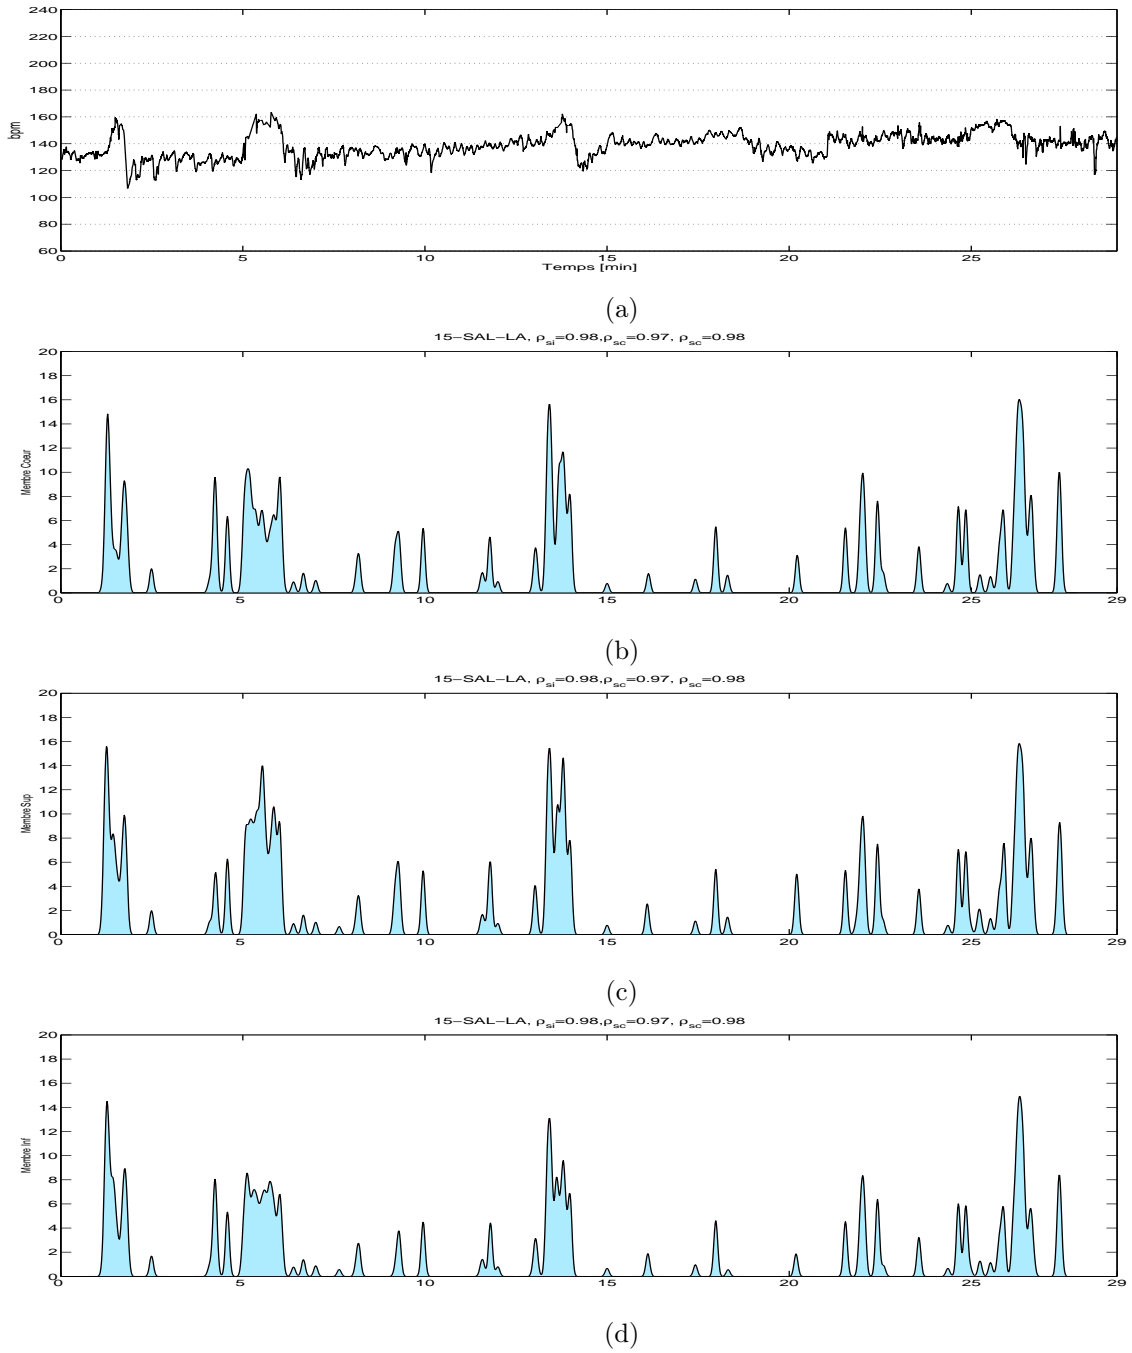 240
220
200
180
160
140
120
100
80
60
bpm
0 5 10 15 20 25
Temps [min]
(a)
15-SAL-LA, ρsi=0.98,ρsc=0.97, ρsc=0.98
20
18
16
14
12
10
8
6
4
2
0
Membre Coeur
0 5 10 15 20 25 29
(b)
15-SAL-LA, ρsi=0.98,ρsc=0.97, ρsc=0.98
20
18
16
14
12
10
8
6
4
2
0
Membre Sup
0 5 10 15 20 25 29
(c)
15-SAL-LA, ρsi=0.98,ρsc=0.97, ρsc=0.98
20
18
16
14
12
10
8
6
4
2
0
Membre Inf
0 5 10 15 20 25 29
(d)